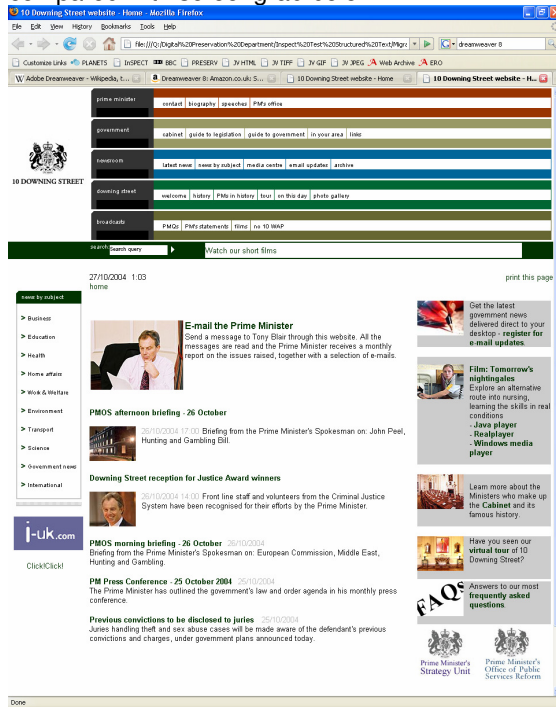 10 Downing Street website - Home - Mozilla Firefox
File Edit View History Bookmarks Tools Help
file:///Q:/Digital%20Preservation%20Department/Inspect%20Test%20Structured%20Text/Migra
dreamweaver 8
Customize Links PLANETS InSPECT BBC PRESERV JV HTML JV TIFF JV GIF JV JPEG Web Archive ERO
Adobe Dreamweaver - Wikipedia, t...
Dreamweaver 8: Amazon.co.uk: S...
10 Downing Street website - Home
10 Downing Street website - H...
prime minister
contact biography speeches PM's office
government
cabinet guide to legislation guide to government in your area links
newsroom
latest news news by subject media centre email updates archive
10 DOWNING STREET
downing street
welcome history PMs in history tour on this day photo gallery
broadcasts
PMQs PM's statements films no 10 WAP
search Search query
Watch our short films
27/10/2004 1:03
print this page
home
news by subject
> Business
> Education
> Health
> Home affairs
> Work & Welfare
> Environment
> Transport
> Science
> Government news
> International
i-uk.com
Click!Click!
E-mail the Prime Minister
Send a message to Tony Blair through this website. All the
messages are read and the Prime Minister receives a monthly
report on the issues raised, together with a selection of e-mails.
PMOS afternoon briefing - 26 October
26/10/2004 17:00 Briefing from the Prime Minister's Spokesman on: John Peel,
Hunting and Gambling Bill.
Downing Street reception for Justice Award winners
26/10/2004 14:00 Front line staff and volunteers from the Criminal Justice
System have been recognised for their efforts by the Prime Minister.
PMOS morning briefing - 26 October 26/10/2004
Briefing from the Prime Minister's Spokesman on: European Commission, Middle East,
Hunting and Gambling.
PM Press Conference - 25 October 2004 25/10/2004
The Prime Minister has outlined the government's law and order agenda in his monthly press
conference.
Previous convictions to be disclosed to juries 25/10/2004
Juries handling theft and sex abuse cases will be made aware of the defendant's previous
convictions and charges, under government plans announced today.
Get the latest
government news
delivered direct to your
desktop - register for
e-mail updates.
Film: Tomorrow's
nightingales
Explore an alternative
route into nursing,
learning the skills in real
conditions
- Java player
- Realplayer
- Windows media
player
Learn more about the
Ministers who make up
the Cabinet and its
famous history.
Have you seen our
virtual tour of 10
Downing Street?
FAQs
Answers to our most
frequently asked
questions.
Prime Minister's
Strategy Unit
Prime Minister's
Office of Public
Services Reform
Done